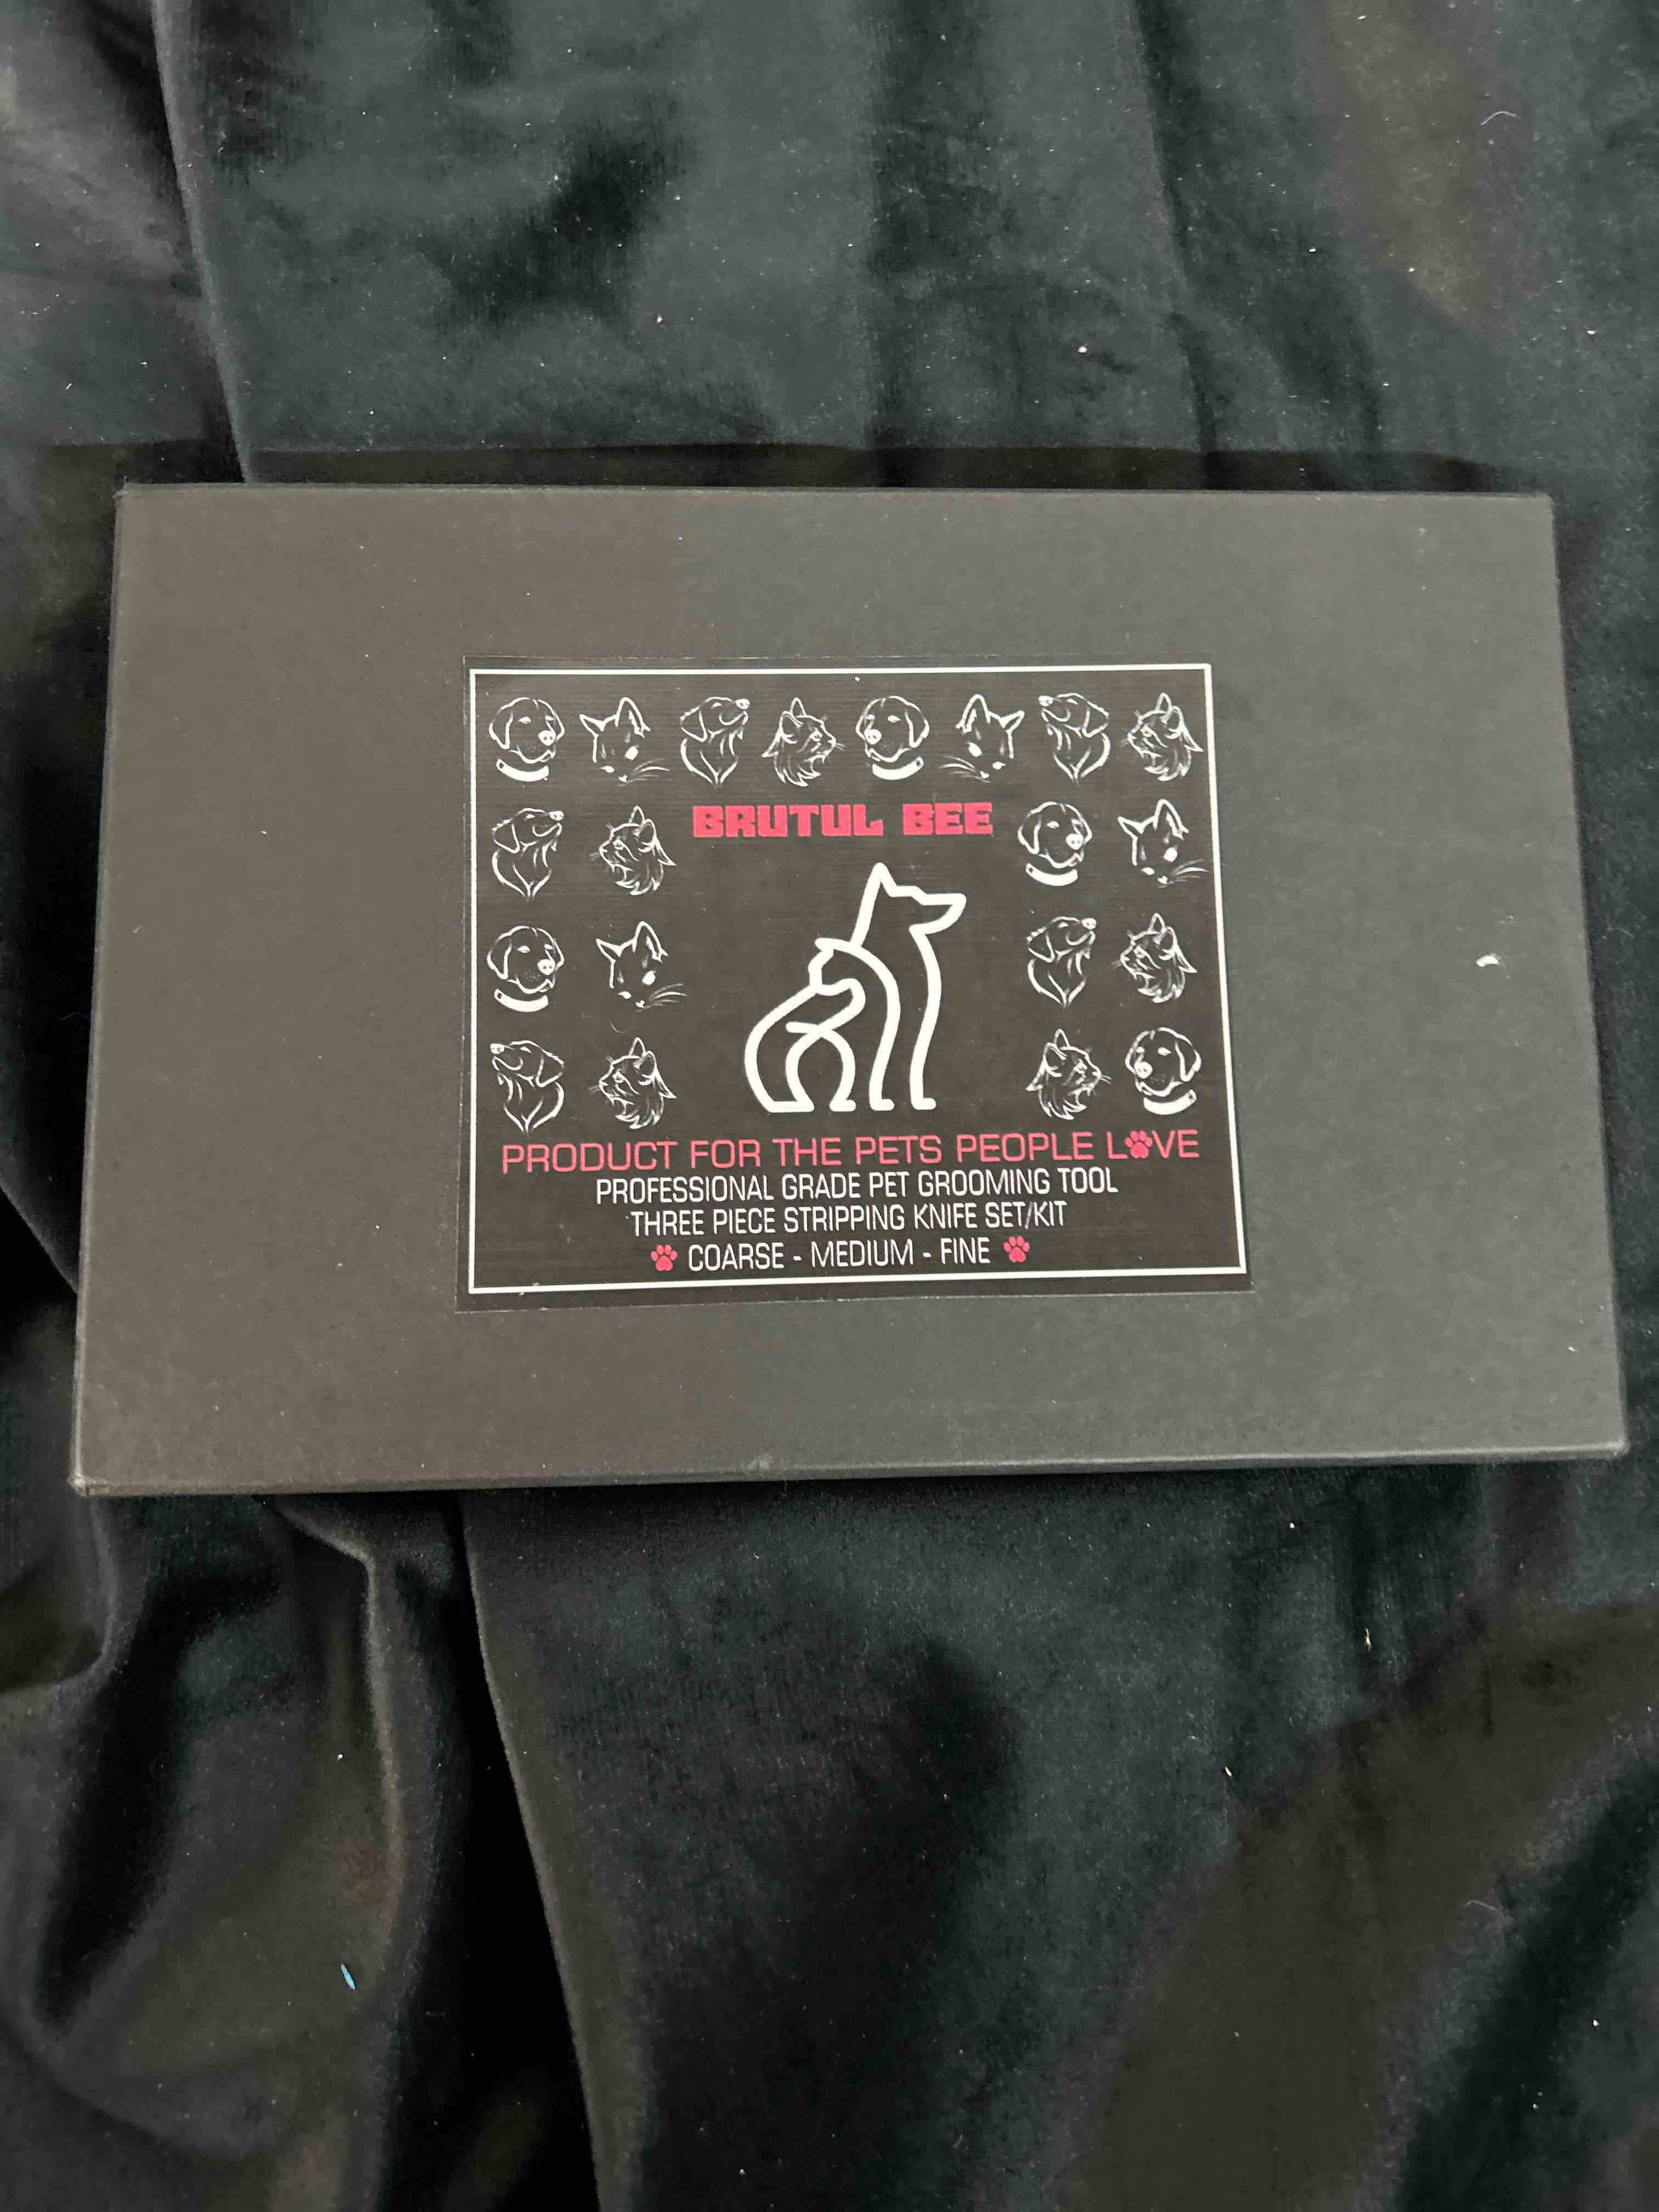 BRUTUL BEE
PRODUCT FOR THE PETS PEOPLE LOVE
PROFESSIONAL GRADE PET GROOMING TOOL
THREE PIECE STRIPPING KNIFE SET/KIT
COARSE - MEDIUM - FINE